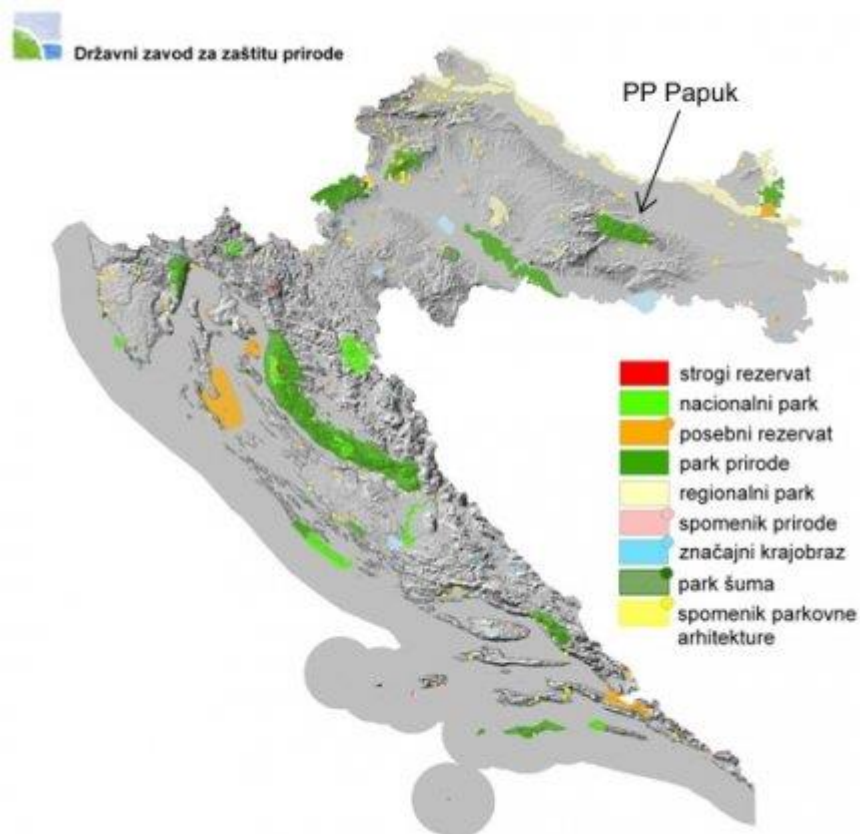 Državni zavod za zaštitu prirode
PP Papuk
strogi rezervat
nacionalni park
posebni rezervat
park prirode
regionalni park
spomenik prirode
značajni krajobraz
park šuma
spomenik parkovne
arhitekture